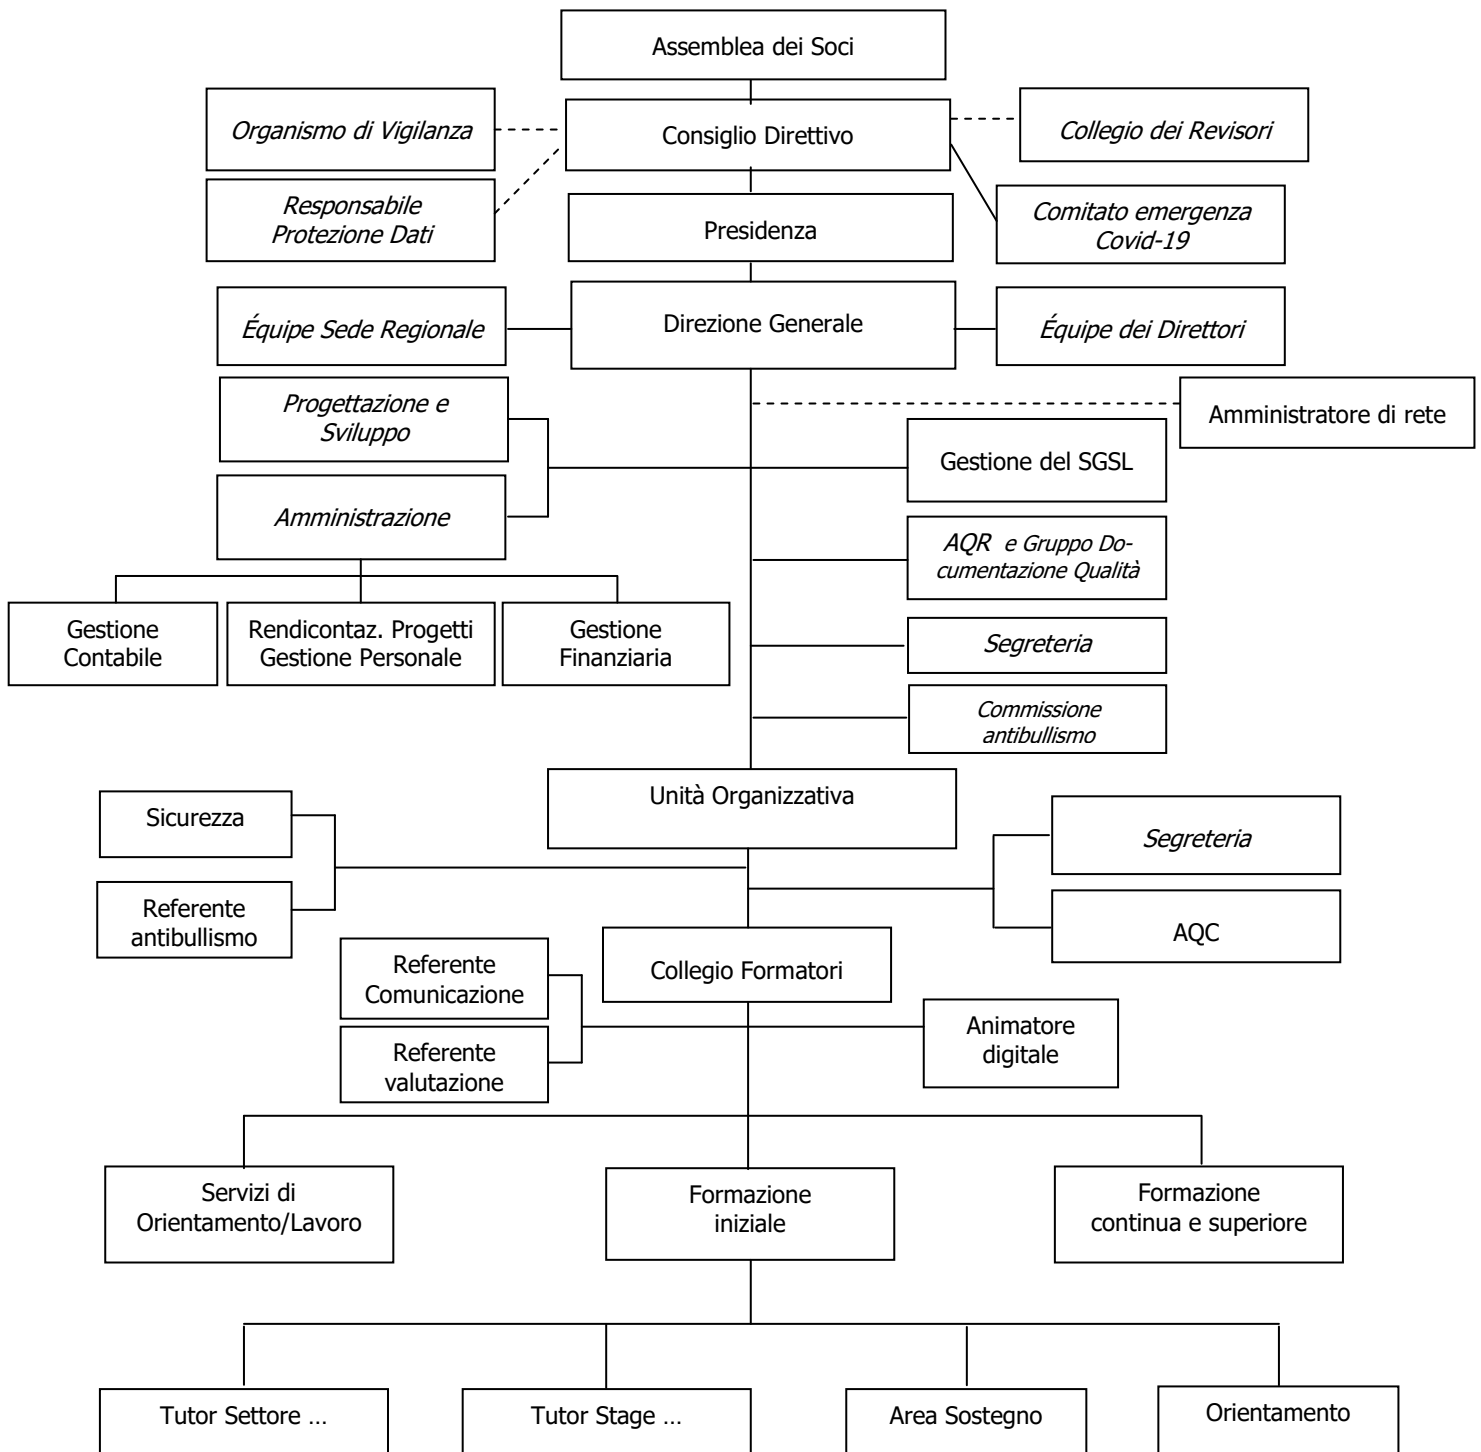 Assemblea dei Soci
Organismo di Vigilanza
Consiglio Direttivo
Collegio dei Revisori
Responsabile
Protezione Dati
Presidenza
Comitato emergenza
Covid-19
Équipe Sede Regionale
Direzione Generale
Équipe dei Direttori
Progettazione e
Sviluppo
Amministratore di rete
Gestione del SGSL
Amministrazione
AQR e Gruppo Do-
cumentazione Qualità
Gestione
Contabile
Rendicontaz. Progetti
Gestione Personale
Gestione
Finanziaria
Segreteria
Commissione
antibullismo
Unità Organizzativa
Sicurezza
Segreteria
Referente
antibullismo
AQC
Collegio Formatori
Referente
Comunicazione
Animatore
digitale
Referente
valutazione
Servizi di
Orientamento/Lavoro
Formazione
iniziale
Formazione
continua e superiore
Tutor Settore …
Tutor Stage …
Area Sostegno
Orientamento